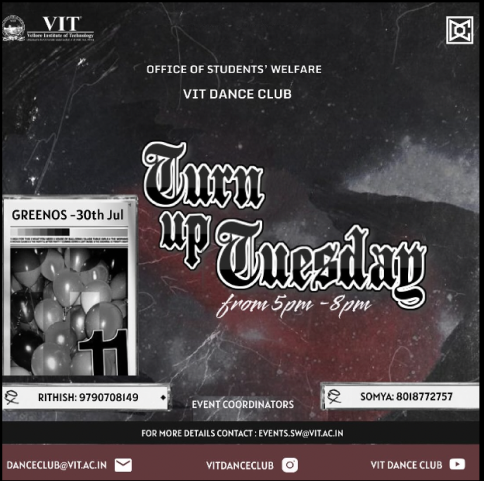 VIT
Vellore Institute of Technology
OFFICE OF STUDENTS' WELFARE
VIT DANCE CLUB
Turn
up
Tuesday
from 5pm - 8pm
GREENOS -30th Jul
11
RITHISH: 9790708149
EVENT COORDINATORS
SOMYA: 8018772757
FOR MORE DETAILS CONTACT : EVENTS.SW@VIT.AC.IN
DANCECLUB@VIT.AC.IN
VITDANCECLUB
VIT DANCE CLUB